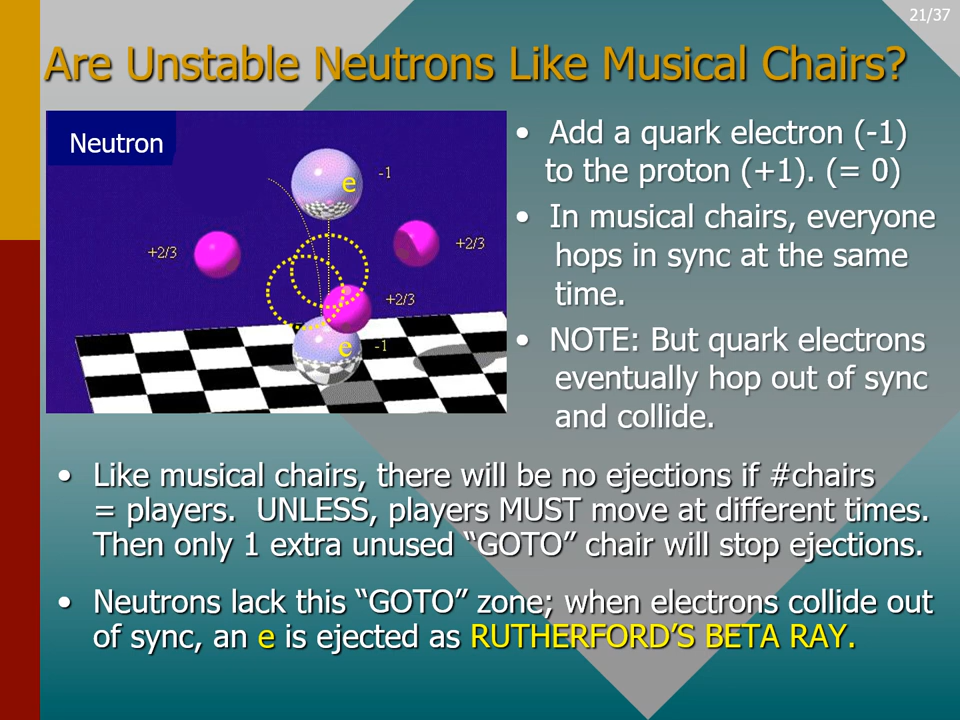 21/37
Are Unstable Neutrons Like Musical Chairs?
Neutron
e -1
+2/3
+2/3
+2/3
e -1
• Add a quark electron (-1)
to the proton (+1). (= 0)
• In musical chairs, everyone
hops in sync at the same
time.
• NOTE: But quark electrons
eventually hop out of sync
and collide.
• Like musical chairs, there will be no ejections if #chairs
= players. UNLESS, players MUST move at different times.
Then only 1 extra unused “GOTO” chair will stop ejections.
• Neutrons lack this “GOTO” zone; when electrons collide out
of sync, an e is ejected as RUTHERFORD’S BETA RAY.